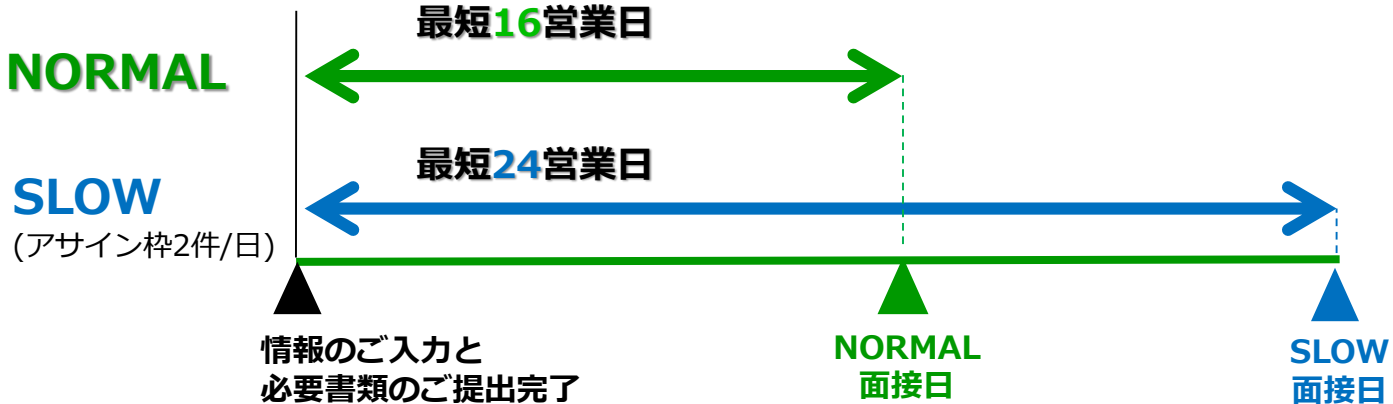 最短16営業日
NORMAL
最短24営業日
SLOW
(アサイン枠2件/日)
情報のご入力と
必要書類のご提出完了
NORMAL
面接日
SLOW
面接日